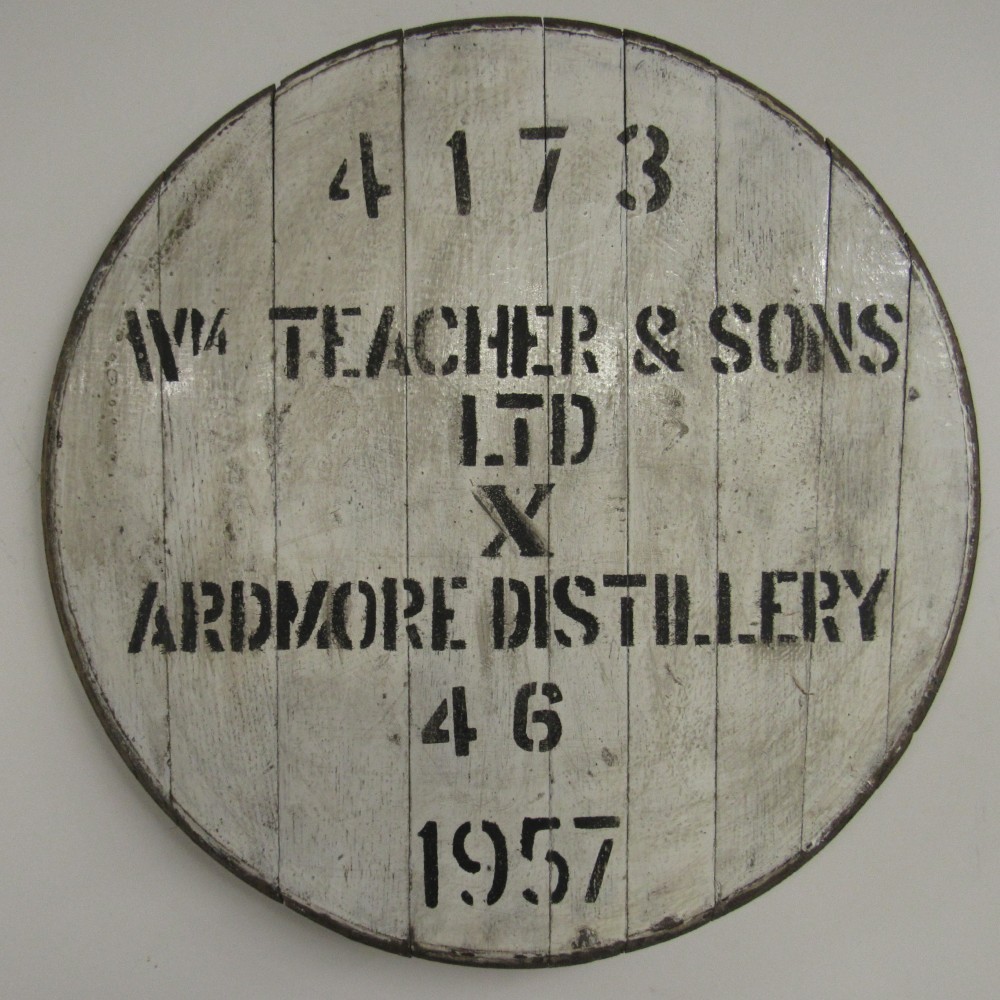 4173
WM TEACHER & SONS
LTD
X
ARDMORE DISTILLERY
46
1957